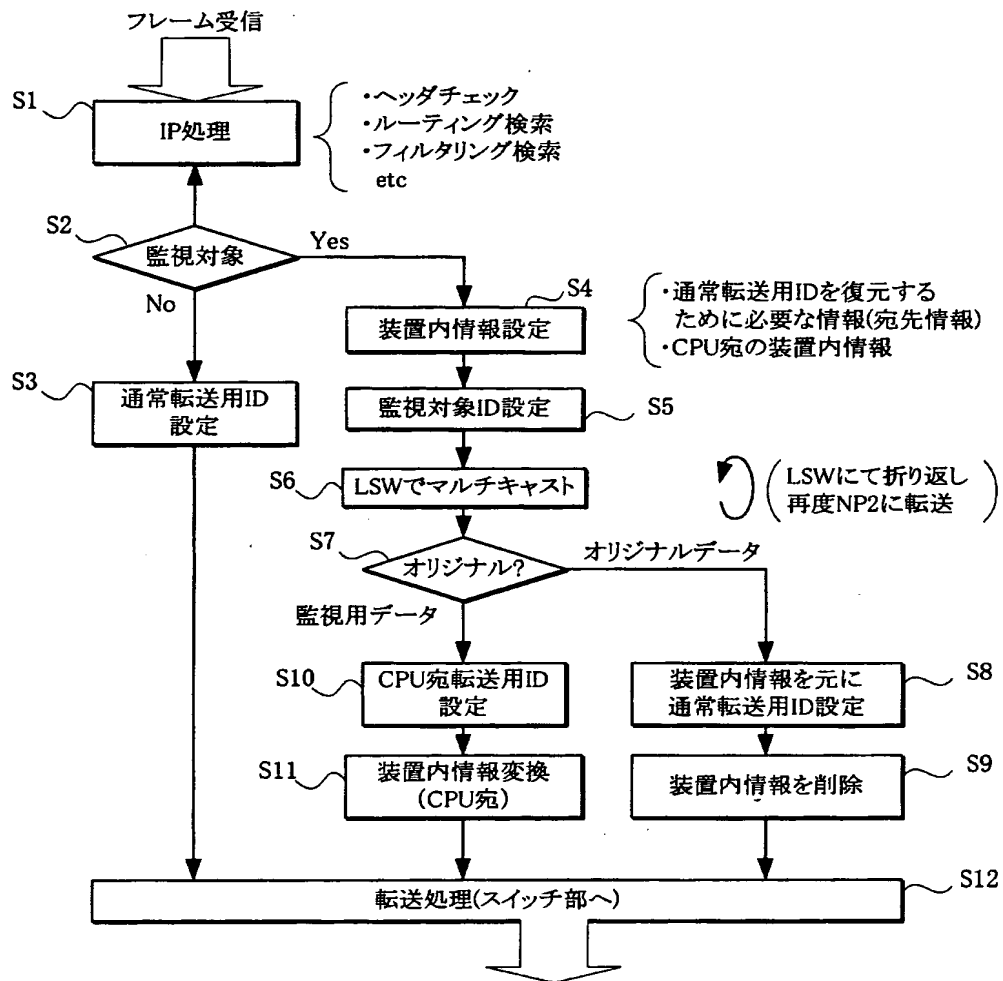 フレーム受信
S1
IP処理
・ヘッダチェック
・ルーティング検索
・フィルタリング検索
etc
S2
監視対象
Yes
No
S4
装置内情報設定
・通常転送用IDを復元する
ために必要な情報(宛先情報)
・CPU宛の装置内情報
S3
通常転送用ID
設定
監視対象ID設定
S5
S6
LSWでマルチキャスト
LSWにて折り返し
再度NP2に転送
S7
オリジナル?
オリジナルデータ
監視用データ
S10
CPU宛転送用ID
設定
装置内情報を元に
通常転送用ID設定
S8
S11
装置内情報変換
(CPU宛)
装置内情報を削除
S9
転送処理(スイッチ部へ)
S12